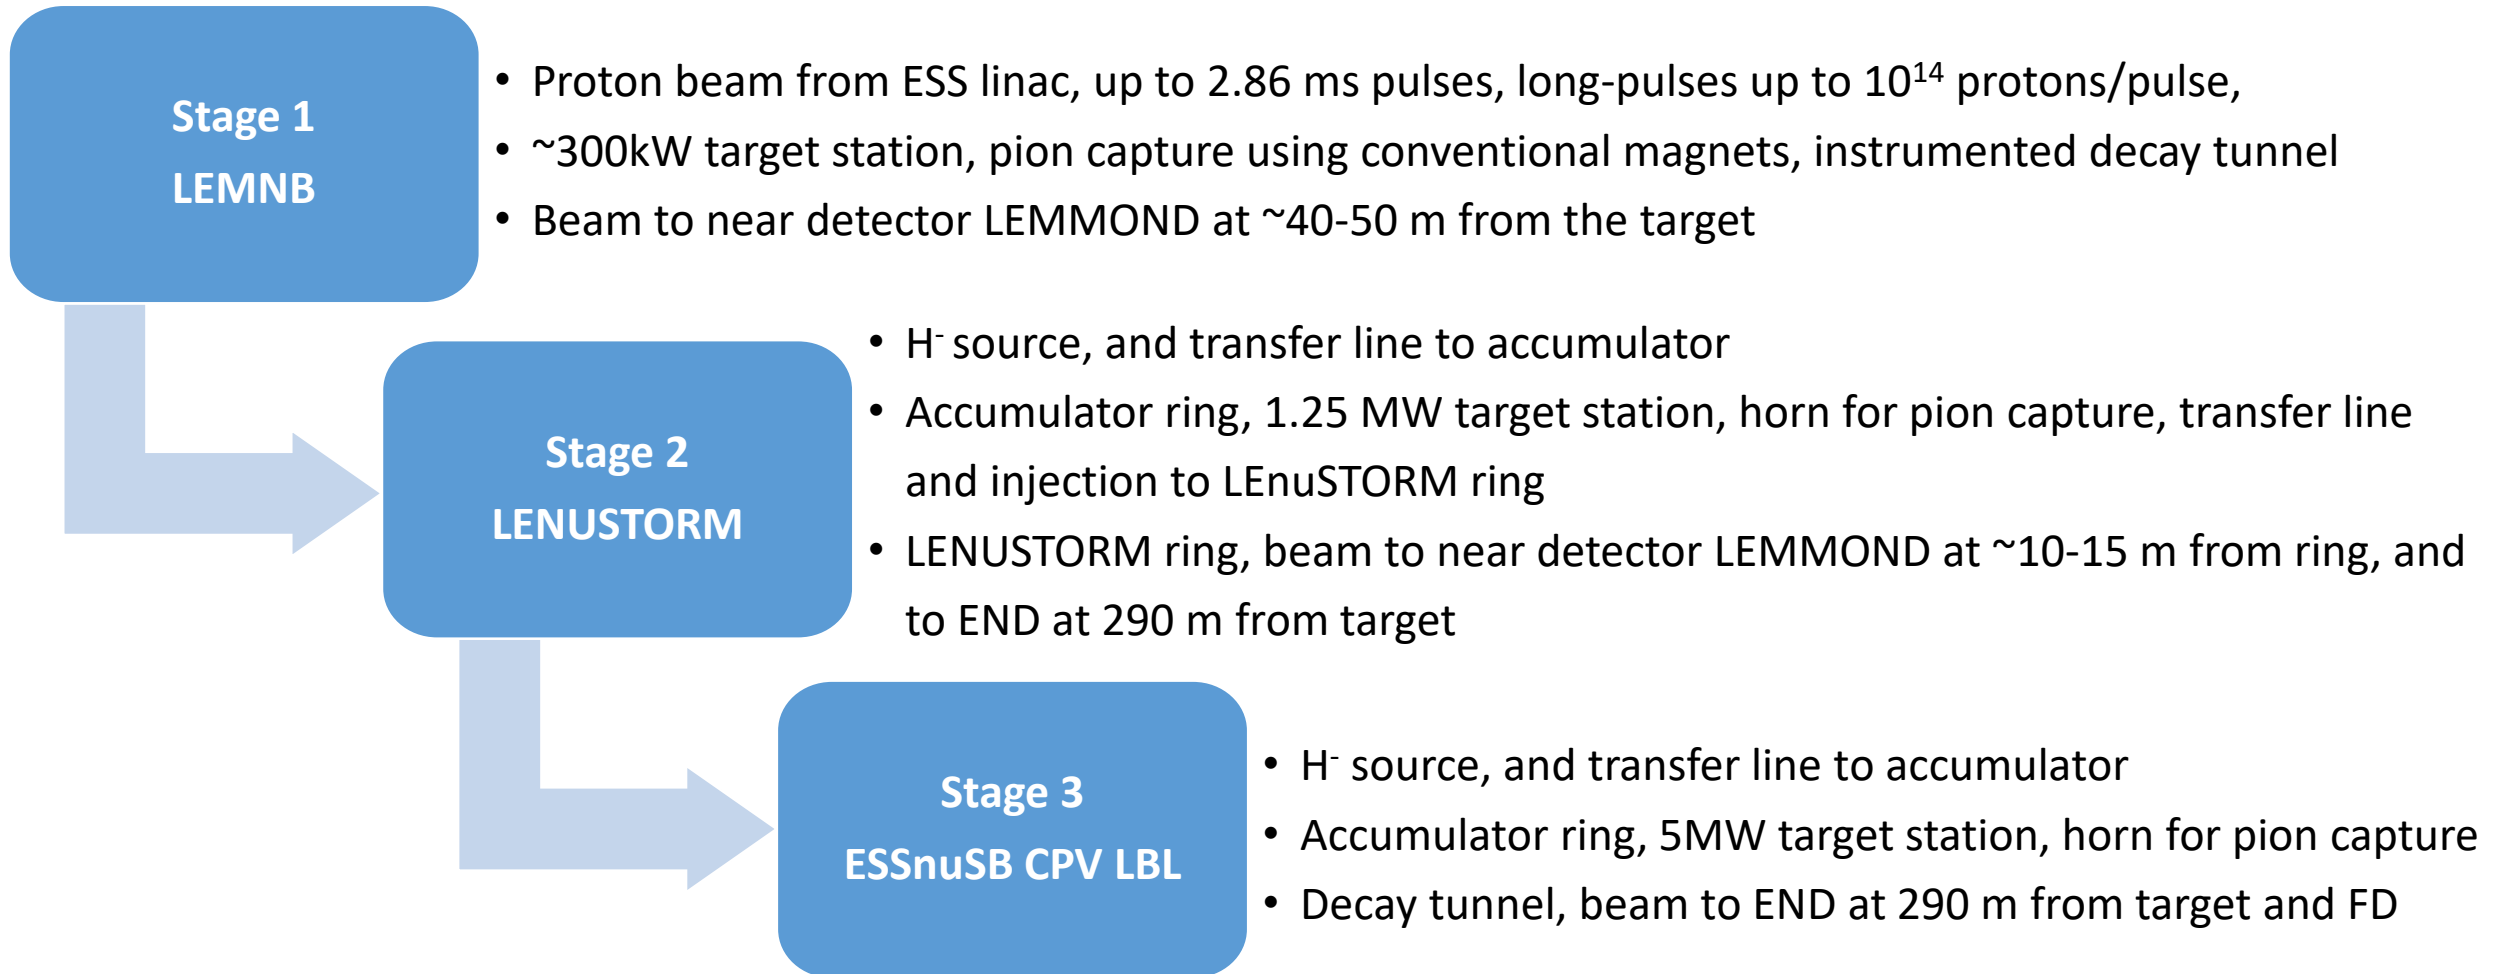 Stage 1
LEMNB
• Proton beam from ESS linac, up to 2.86 ms pulses, long-pulses up to 10¹⁴ protons/pulse,
• ~300kW target station, pion capture using conventional magnets, instrumented decay tunnel
• Beam to near detector LEMMOND at ~40-50 m from the target
Stage 2
LENUSTORM
• H⁻ source, and transfer line to accumulator
• Accumulator ring, 1.25 MW target station, horn for pion capture, transfer line
and injection to LEnuSTORM ring
• LENUSTORM ring, beam to near detector LEMMOND at ~10-15 m from ring, and
to END at 290 m from target
Stage 3
ESSnuSB CPV LBL
• H⁻ source, and transfer line to accumulator
• Accumulator ring, 5MW target station, horn for pion capture
• Decay tunnel, beam to END at 290 m from target and FD